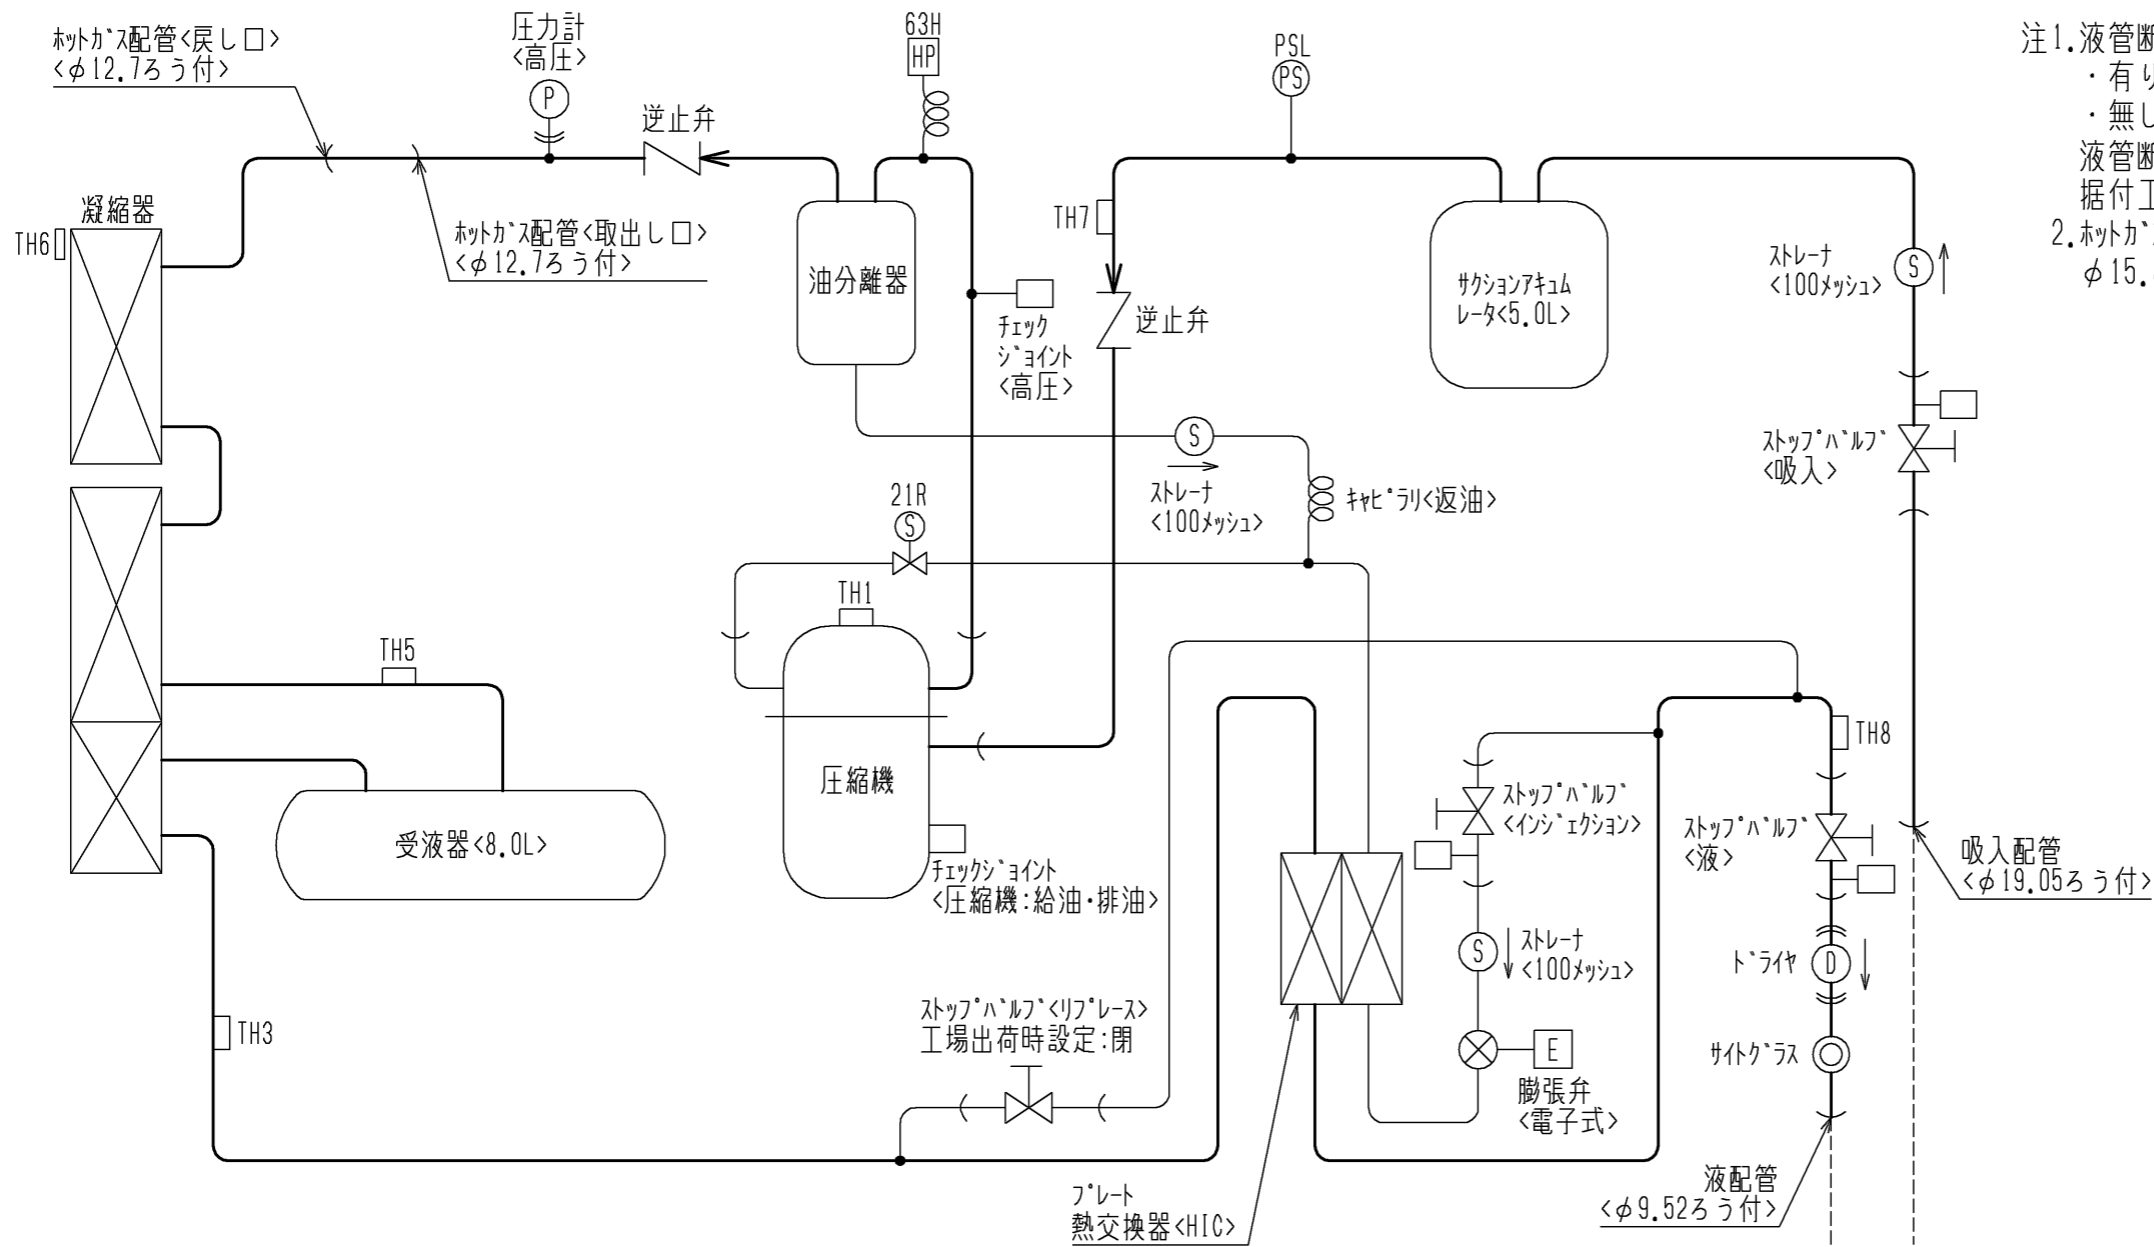 ﾎｯﾄｶﾞｽ配管<戻し口>
<φ12.7ろう付>
圧力計
<高圧>
P
逆止弁
63H
HP
PSL
PS
注1.液管断
・有り
・無し
液管断
据付工
2.ﾎｯﾄｶﾞｽ
φ15.
凝縮器
TH6
ﾎｯﾄｶﾞｽ配管<取出し口>
<φ12.7ろう付>
油分離器
チェック
ｼﾞｮｲﾝﾄ
<高圧>
TH7
逆止弁
ｻｸｼｮﾝｱｷｭﾑ
ﾚｰﾀ<5.0L>
ストレーナ
<100メッシュ>
S
ｽﾄｯﾌﾟﾊﾞﾙﾌﾞ
<吸入>
S
ストレーナ
<100メッシュ>
ｷｬﾋﾟﾗﾘ<返油>
21R
S
TH1
圧縮機
ﾁｪｯｸｼﾞｮｲﾝﾄ
<圧縮機:給油・排油>
TH5
受液器<8.0L>
TH3
ｽﾄｯﾌﾟﾊﾞﾙﾌﾞ<ﾘﾌﾟﾚｰｽ>
工場出荷時設定:閉
ﾌﾟﾚｰﾄ
熱交換器<HIC>
ｽﾄｯﾌﾟﾊﾞﾙﾌﾞ
<ｲﾝｼﾞｪｸｼｮﾝ>
S
ストレーナ
<100メッシュ>
E
膨張弁
<電子式>
TH8
ｽﾄｯﾌﾟﾊﾞﾙﾌﾞ
<液>
ﾄﾞﾗｲﾔ
D
ｻｲﾄｸﾞﾗｽ
液配管
<φ9.52ろう付>
吸入配管
<φ19.05ろう付>